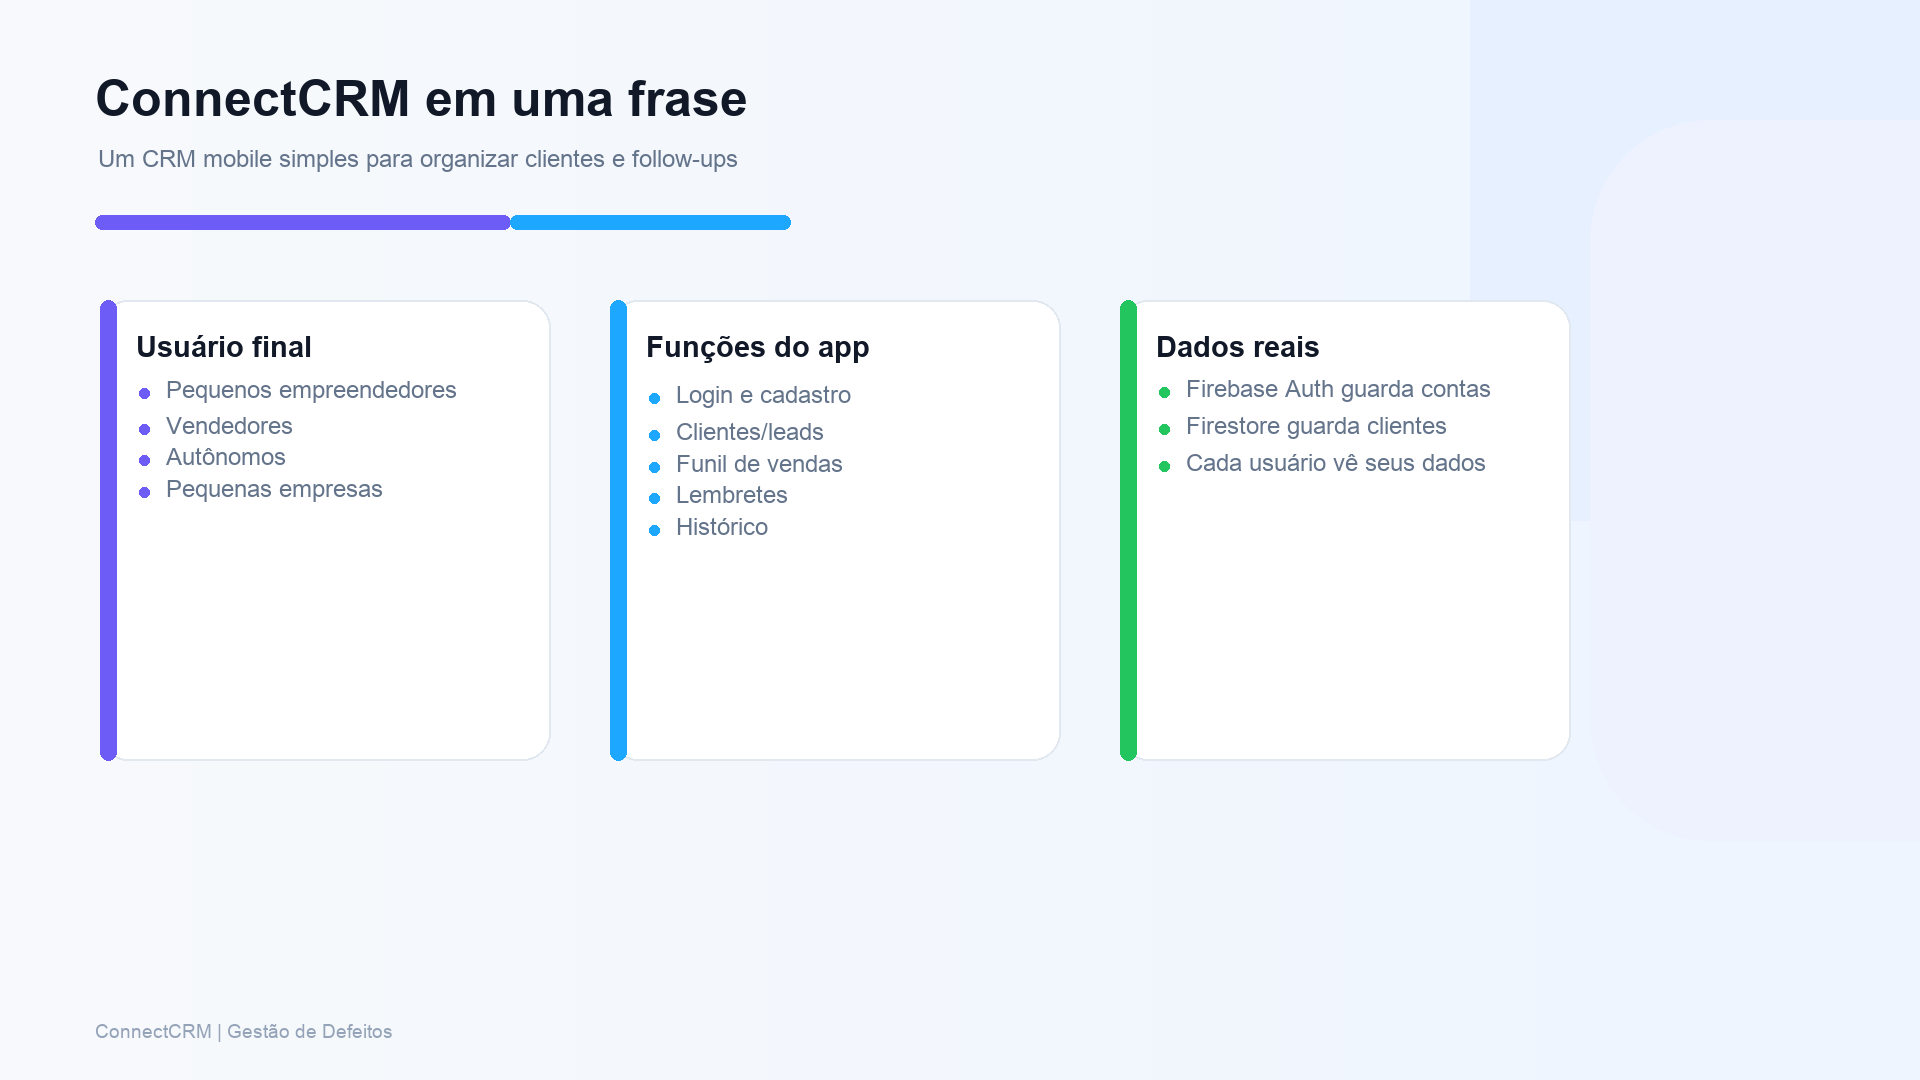 ConnectCRM em uma frase
Um CRM mobile simples para organizar clientes e follow-ups
Usuário final
Pequenos empreendedores
Vendedores
Autônomos
Pequenas empresas
Funções do app
Login e cadastro
Clientes/leads
Funil de vendas
Lembretes
Histórico
Dados reais
Firebase Auth guarda contas
Firestore guarda clientes
Cada usuário vê seus dados
ConnectCRM | Gestão de Defeitos